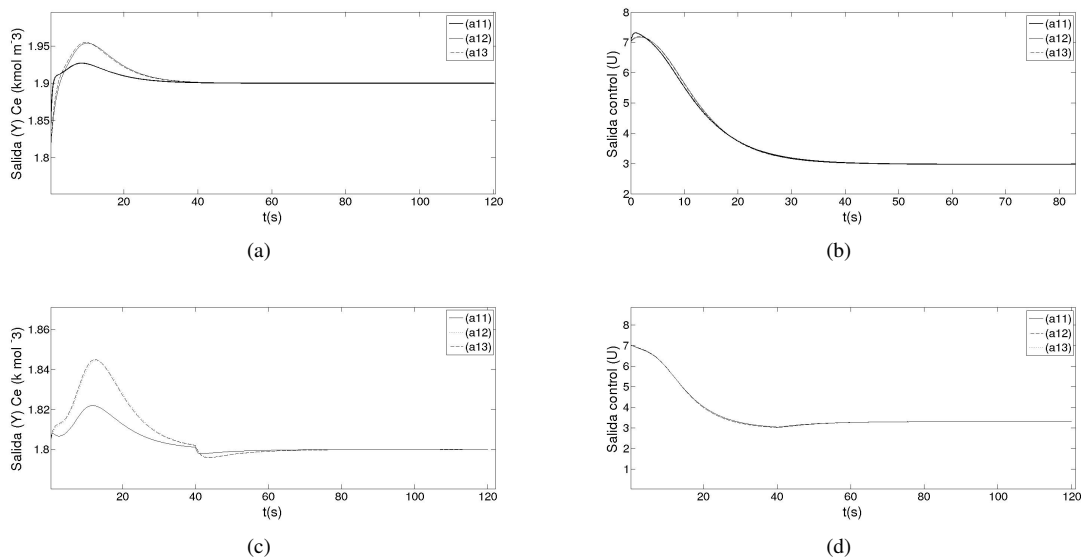 Salida (Y) Ce (kmol m¯3)
1.95
1.9
1.85
1.8
20 40 60 80 100 120
t(s)
(a11)
(a12)
(a13
(a)
Salida control (U)
8
7
6
5
4
3
2
0 10 20 30 40 50 60 70 80
t(s)
(a11)
(a12)
(a13)
(b)
Salida (Y) Ce (k mol ¯3)
1.86
1.84
1.82
1.8
20 40 60 80 100 120
t(s)
(a11)
(a12)
(a13)
(c)
Salida control (U)
8
7
6
5
4
3
2
1
20 40 60 80 100 120
t(s)
(a11)
(a12)
(a13)
(d)